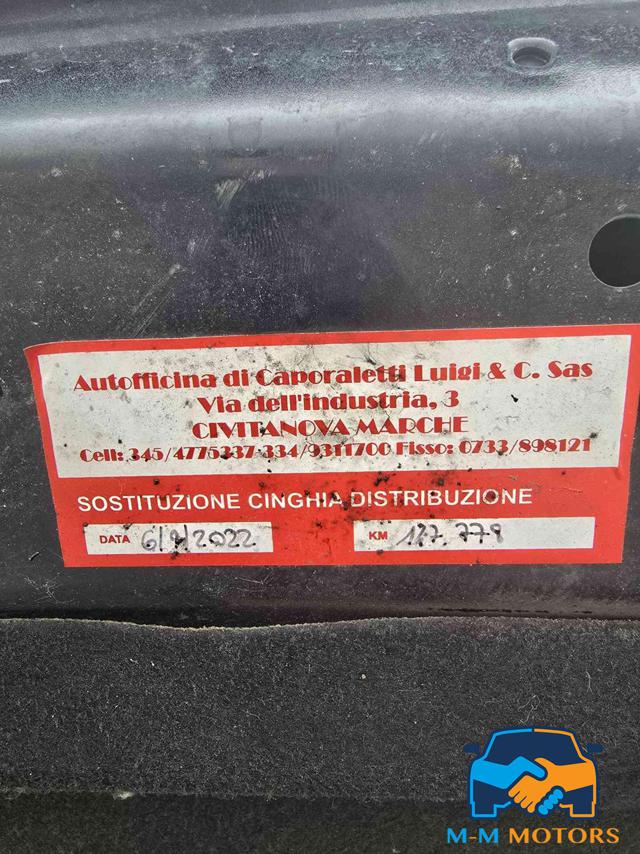 Autofficina di Caporaletti Luigi & C. Sas
Via dell'industria, 3
CIVITANOVA MARCHE
Cell: 345/4775337-334/9311700 Fisso: 0733/898121
SOSTITUZIONE CINGHIA DISTRIBUZIONE
DATA 6/9/2022 KM 127.778
M-M MOTORS